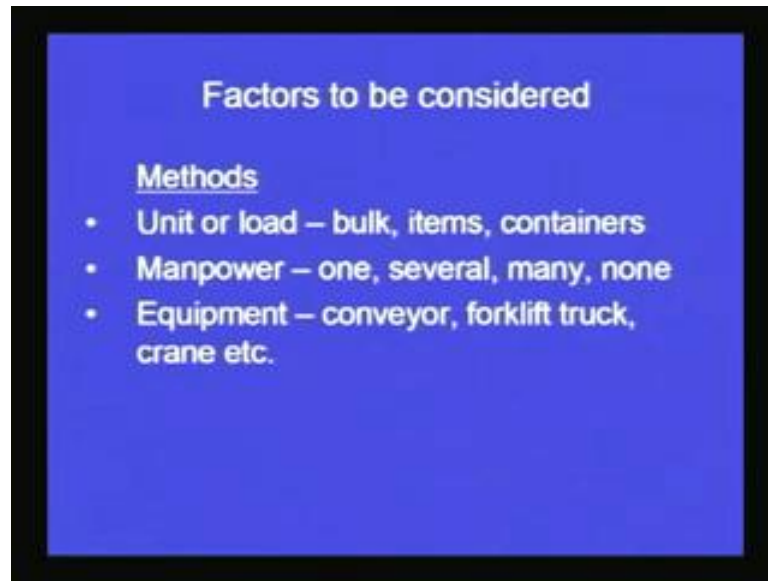 Factors to be considered
Methods
• Unit or load – bulk, items, containers
• Manpower – one, several, many, none
• Equipment – conveyor, forklift truck,
crane etc.